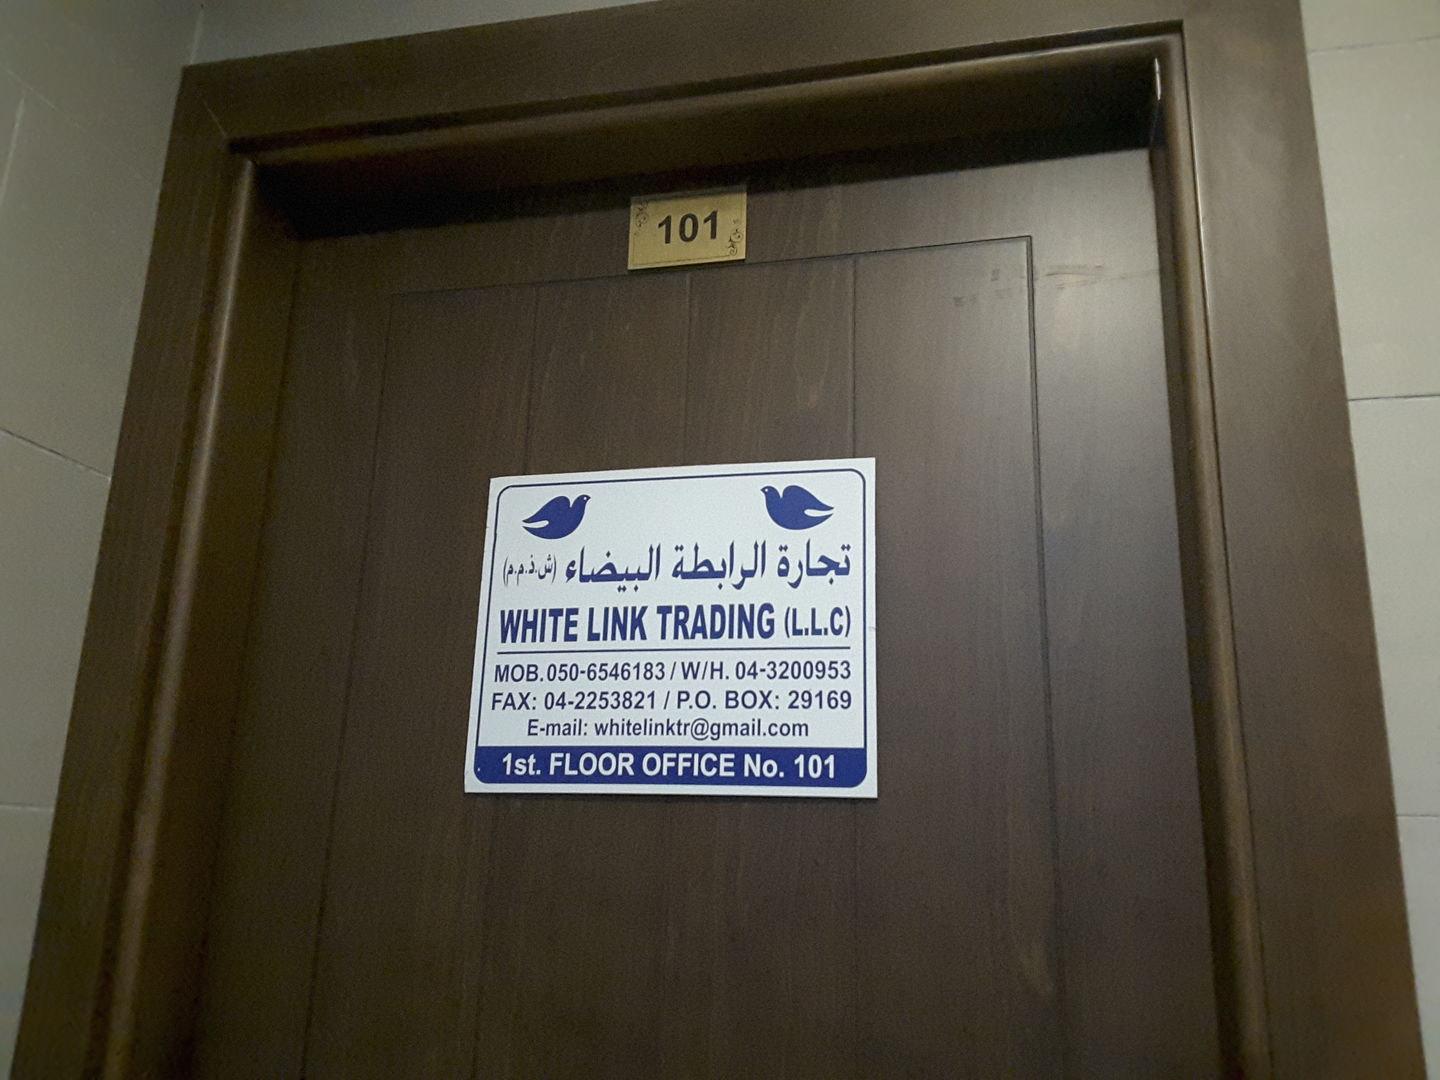 101
تجارة الرابطة البيضاء (ش.ذ.م.م)
WHITE LINK TRADING (L.L.C)
MOB.050-6546183 / W/H. 04-3200953
FAX: 04-2253821 / P.O. BOX: 29169
E-mail: whitelinktr@gmail.com
1st. FLOOR OFFICE No. 101